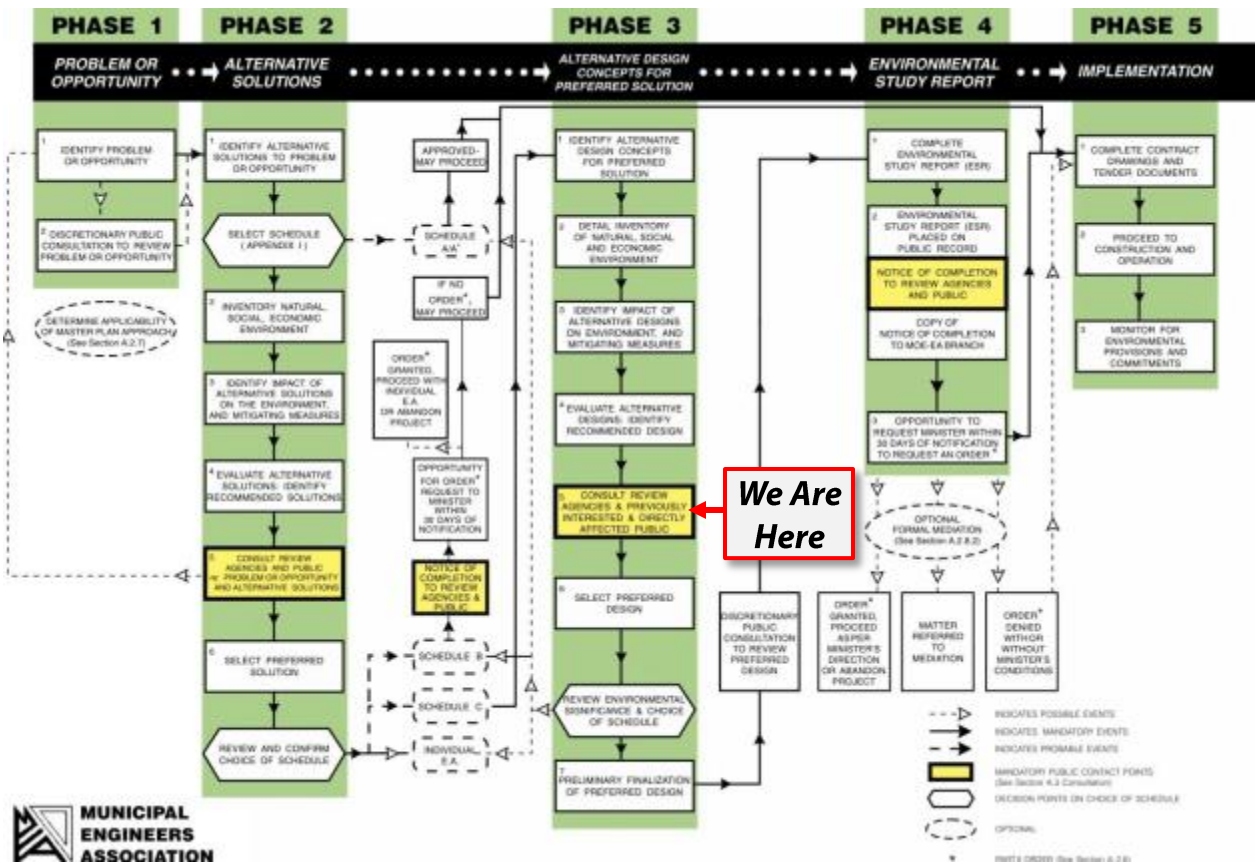 PHASE 1
PHASE 2
PHASE 3
PHASE 4
PHASE 5
PROBLEM OR
OPPORTUNITY
ALTERNATIVE
SOLUTIONS
ALTERNATIVE DESIGN
CONCEPTS FOR
PREFERRED SOLUTION
ENVIRONMENTAL
STUDY REPORT
IMPLEMENTATION
1
IDENTIFY PROBLEM
OR OPPORTUNITY
2 DISCRETIONARY PUBLIC
CONSULTATION TO REVIEW
PROBLEM OR OPPORTUNITY
DETERMINE APPLICABILITY
OF MASTER PLAN APPROACH
(See Section A.2.7)
1
IDENTIFY ALTERNATIVE
SOLUTIONS TO PROBLEM
OR OPPORTUNITY
SELECT SCHEDULE
(APPENDIX I)
2
INVENTORY NATURAL,
SOCIAL, ECONOMIC
ENVIRONMENT
3 IDENTIFY IMPACT OF
ALTERNATIVE SOLUTIONS
ON THE ENVIRONMENT,
AND MITIGATING MEASURES
4 EVALUATE ALTERNATIVE
SOLUTIONS: IDENTIFY
RECOMMENDED SOLUTIONS
5 CONSULT REVIEW
AGENCIES AND PUBLIC
re: PROBLEM OR OPPORTUNITY
AND ALTERNATIVE SOLUTIONS
6
SELECT PREFERRED
SOLUTION
REVIEW AND CONFIRM
CHOICE OF SCHEDULE
APPROVED-
MAY PROCEED
SCHEDULE
A/A+
IF NO
ORDER*,
MAY PROCEED
ORDER*
GRANTED,
PROCEED WITH
INDIVIDUAL
E.A.
OR ABANDON
PROJECT
OPPORTUNITY
FOR ORDER*
REQUEST TO
MINISTER
WITHIN
30 DAYS OF
NOTIFICATION
NOTICE OF
COMPLETION
TO REVIEW
AGENCIES &
PUBLIC
SCHEDULE B
SCHEDULE C
INDIVIDUAL
E.A.
1 IDENTIFY ALTERNATIVE
DESIGN CONCEPTS
FOR PREFERRED
SOLUTION
2 DETAIL INVENTORY
OF NATURAL, SOCIAL
AND ECONOMIC
ENVIRONMENT
3 IDENTIFY IMPACT OF
ALTERNATIVE DESIGNS
ON ENVIRONMENT, AND
MITIGATING MEASURES
4
EVALUATE ALTERNATIVE
DESIGNS: IDENTIFY
RECOMMENDED DESIGN
5 CONSULT REVIEW
AGENCIES & PREVIOUSLY
INTERESTED & DIRECTLY
AFFECTED PUBLIC
We Are
Here
6
SELECT PREFERRED
DESIGN
REVIEW ENVIRONMENTAL
SIGNIFICANCE & CHOICE
OF SCHEDULE
7
PRELIMINARY FINALIZATION
OF PREFERRED DESIGN
DISCRETIONARY
PUBLIC
CONSULTATION
TO REVIEW
PREFERRED
DESIGN
1
COMPLETE
ENVIRONMENTAL
STUDY REPORT (ESR)
2 ENVIRONMENTAL
STUDY REPORT (ESR)
PLACED ON
PUBLIC RECORD
NOTICE OF COMPLETION
TO REVIEW AGENCIES
AND PUBLIC
COPY OF
NOTICE OF COMPLETION
TO MOE-EA BRANCH
3 OPPORTUNITY TO
REQUEST MINISTER WITHIN
30 DAYS OF NOTIFICATION
TO REQUEST AN ORDER*
OPTIONAL
FORMAL MEDIATION
(See Section A.2.8.2)
ORDER*
GRANTED,
PROCEED
AS PER
MINISTER'S
DIRECTION
OR ABANDON
PROJECT
MATTER
REFERRED
TO
MEDIATION
ORDER*
DENIED
WITH OR
WITHOUT
MINISTER'S
CONDITIONS
1
COMPLETE CONTRACT
DRAWINGS AND
TENDER DOCUMENTS
2
PROCEED TO
CONSTRUCTION AND
OPERATION
3
MONITOR FOR
ENVIRONMENTAL
PROVISIONS AND
COMMITMENTS
INDICATES POSSIBLE EVENTS
INDICATES MANDATORY EVENTS
INDICATES PROBABLE EVENTS
MANDATORY PUBLIC CONTACT POINTS
(See Section A.3 Consultation)
DECISION POINTS ON CHOICE OF SCHEDULE
OPTIONAL
* PART II ORDER (See Section A.2.8)
MUNICIPAL
ENGINEERS
ASSOCIATION